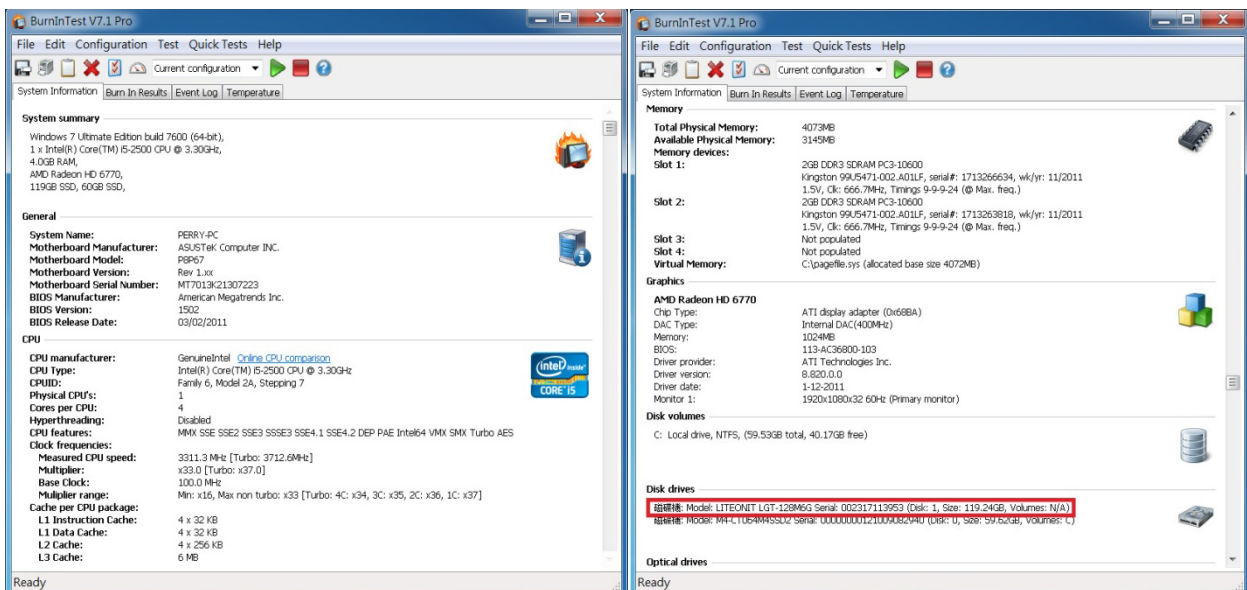 BurnInTest V7.1 Pro
File Edit Configuration Test Quick Tests Help
Current configuration
System Information Burn In Results Event Log Temperature
System summary
Windows 7 Ultimate Edition build 7600 (64-bit),
1 x Intel(R) Core(TM) i5-2500 CPU @ 3.30GHz,
4.0GB RAM,
AMD Radeon HD 6770,
119GB SSD, 60GB SSD,
General
System Name: PERRY-PC
Motherboard Manufacturer: ASUSTeK Computer INC.
Motherboard Model: P8P67
Motherboard Version: Rev 1.xx
Motherboard Serial Number: MT7013K21307223
BIOS Manufacturer: American Megatrends Inc.
BIOS Version: 1502
BIOS Release Date: 03/02/2011
CPU
CPU manufacturer: GenuineIntel Online CPU comparison
CPU Type: Intel(R) Core(TM) i5-2500 CPU @ 3.30GHz
CPUID: Family 6, Model 2A, Stepping 7
Physical CPU's: 1
Cores per CPU: 4
Hyperthreading: Disabled
CPU features: MMX SSE SSE2 SSE3 SSSE3 SSE4.1 SSE4.2 DEP PAE Intel64 VMX SMX Turbo AES
Clock frequencies:
Measured CPU speed: 3311.3 MHz [Turbo: 3712.6MHz]
Multiplier: x33.0 [Turbo: x37.0]
Base Clock: 100.0 MHz
Muliplier range: Min: x16, Max non turbo: x33 [Turbo: 4C: x34, 3C: x35, 2C: x36, 1C: x37]
Cache per CPU package:
L1 Instruction Cache: 4 x 32 KB
L1 Data Cache: 4 x 32 KB
L2 Cache: 4 x 256 KB
L3 Cache: 6 MB
Ready
(intel) inside
CORE i5
BurnInTest V7.1 Pro
File Edit Configuration Test Quick Tests Help
Current configuration
System Information Burn In Results Event Log Temperature
Memory
Total Physical Memory: 4073MB
Available Physical Memory: 3145MB
Memory devices:
Slot 1: 2GB DDR3 SDRAM PC3-10600
Kingston 99U5471-002.A01LF, serial#: 1713266634, wk/yr: 11/2011
1.5V, Clk: 666.7MHz, Timings 9-9-9-24 (@ Max. freq.)
Slot 2: 2GB DDR3 SDRAM PC3-10600
Kingston 99U5471-002.A01LF, serial#: 1713263818, wk/yr: 11/2011
1.5V, Clk: 666.7MHz, Timings 9-9-9-24 (@ Max. freq.)
Slot 3: Not populated
Slot 4: Not populated
Virtual Memory: C:\pagefile.sys (allocated base size 4072MB)
Graphics
AMD Radeon HD 6770
Chip Type: ATI display adapter (0x68BA)
DAC Type: Internal DAC(400MHz)
Memory: 1024MB
BIOS: 113-AC36800-103
Driver provider: ATI Technologies Inc.
Driver version: 8.820.0.0
Driver date: 1-12-2011
Monitor 1: 1920x1080x32 60Hz (Primary monitor)
Disk volumes
C: Local drive, NTFS, (59.53GB total, 40.17GB free)
Disk drives
磁碟機: Model: LITEONIT LGT-128M6G Serial: 002317113953 (Disk: 1, Size: 119.24GB, Volumes: N/A)
磁碟機: Model: M4-CT064M4SSD2 Serial: 00000000121009082940 (Disk: 0, Size: 59.62GB, Volumes: C)
Optical drives
Ready